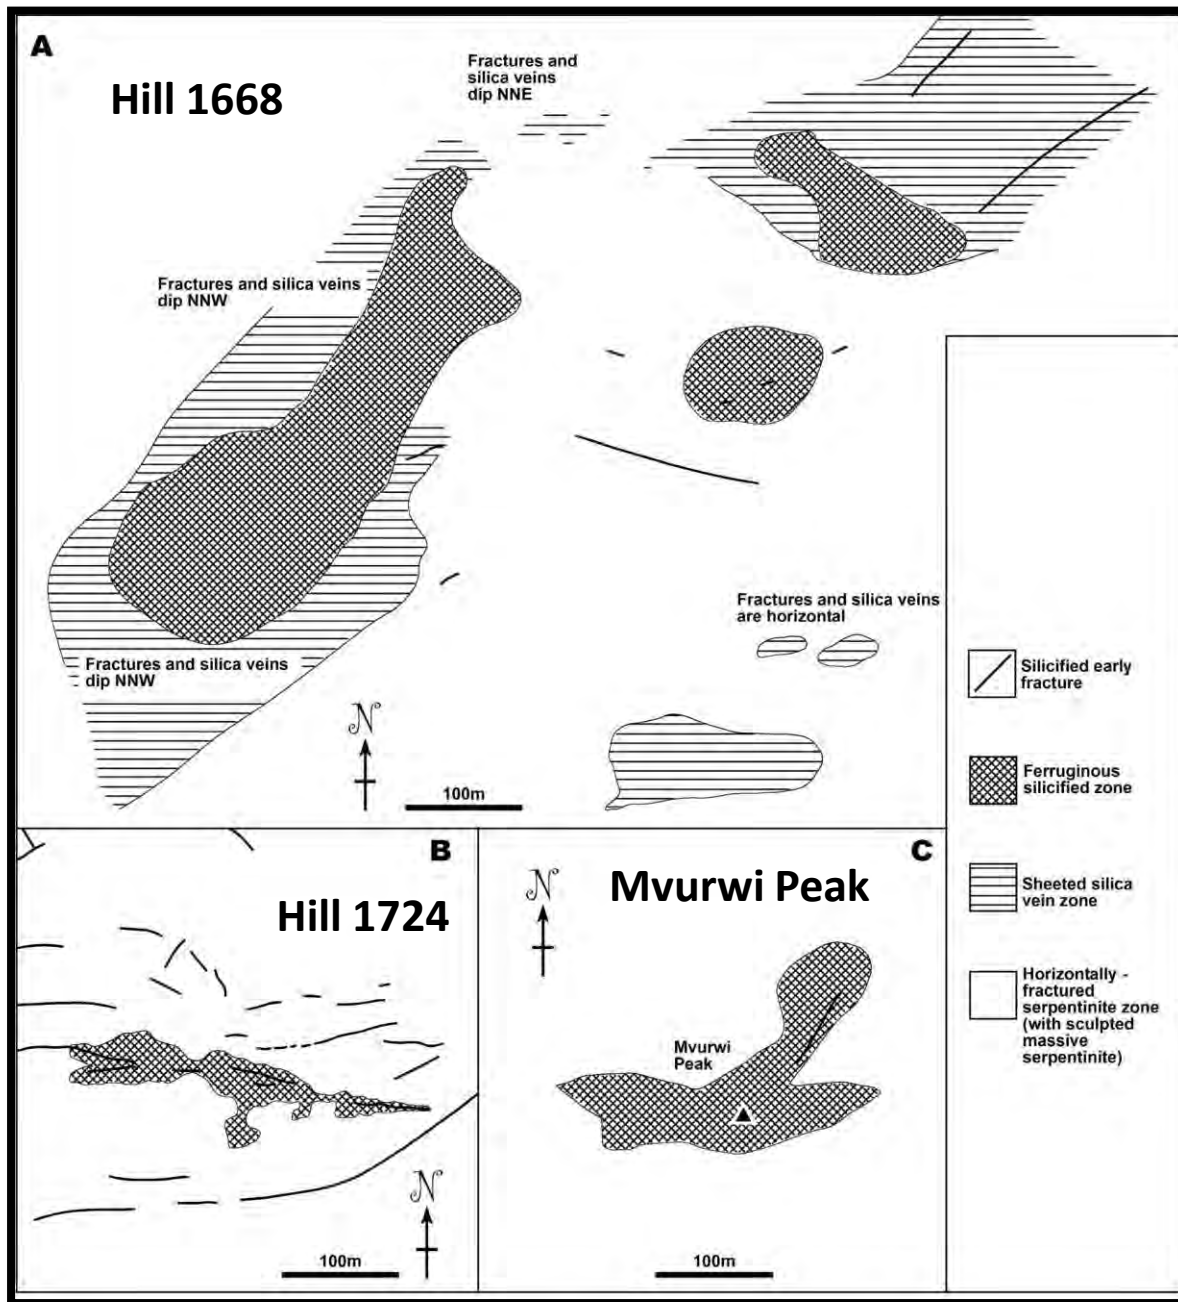 A
Hill 1668
Fractures and
silica veins
dip NNE
Fractures and silica veins
dip NNW
Fractures and silica veins
are horizontal
Fractures and silica veins
dip NNW
N
100m
Silicified early
fracture
Ferruginous
silicified zone
Sheeted silica
vein zone
Horizontally -
fractured
serpentinite zone
(with sculpted
massive
serpentinite)
B
Hill 1724
N
100m
C
Mvurwi Peak
N
Mvurwi
Peak
100m